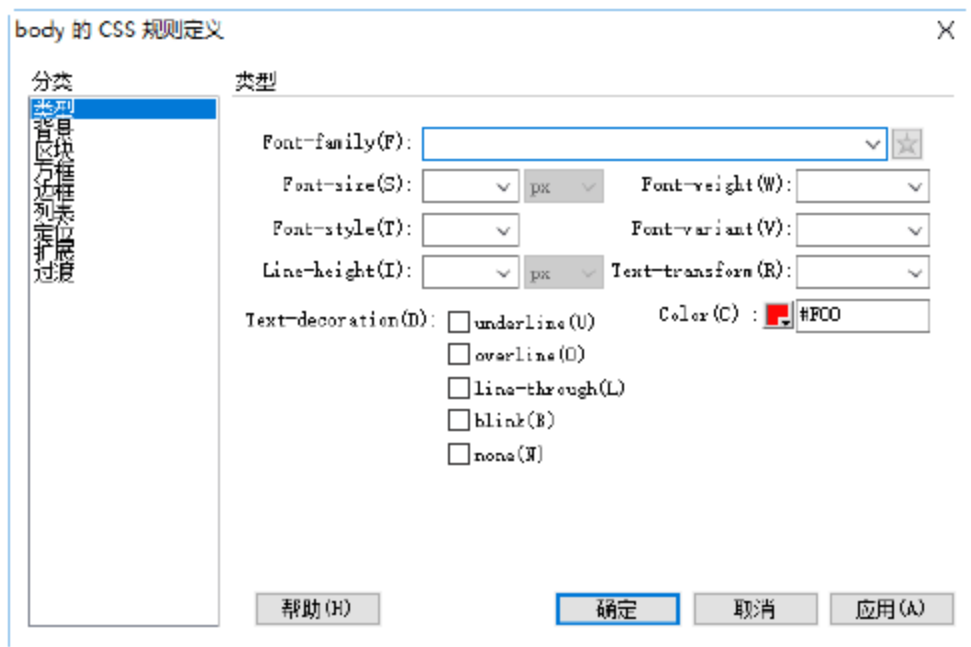 body 的 CSS 规则定义
分类
类型
背景
区块
方框
边框
列表
定位
扩展
过渡
类型
Font-family(F):
Font-size(S): px Font-weight(W):
Font-style(T): Font-variant(V):
Line-height(I): px Text-transform(R):
Text-decoration(D): underline(U) Color(C) : #F00
overline(O)
line-through(L)
blink(B)
none(N)
帮助(H) 确定 取消 应用(A)